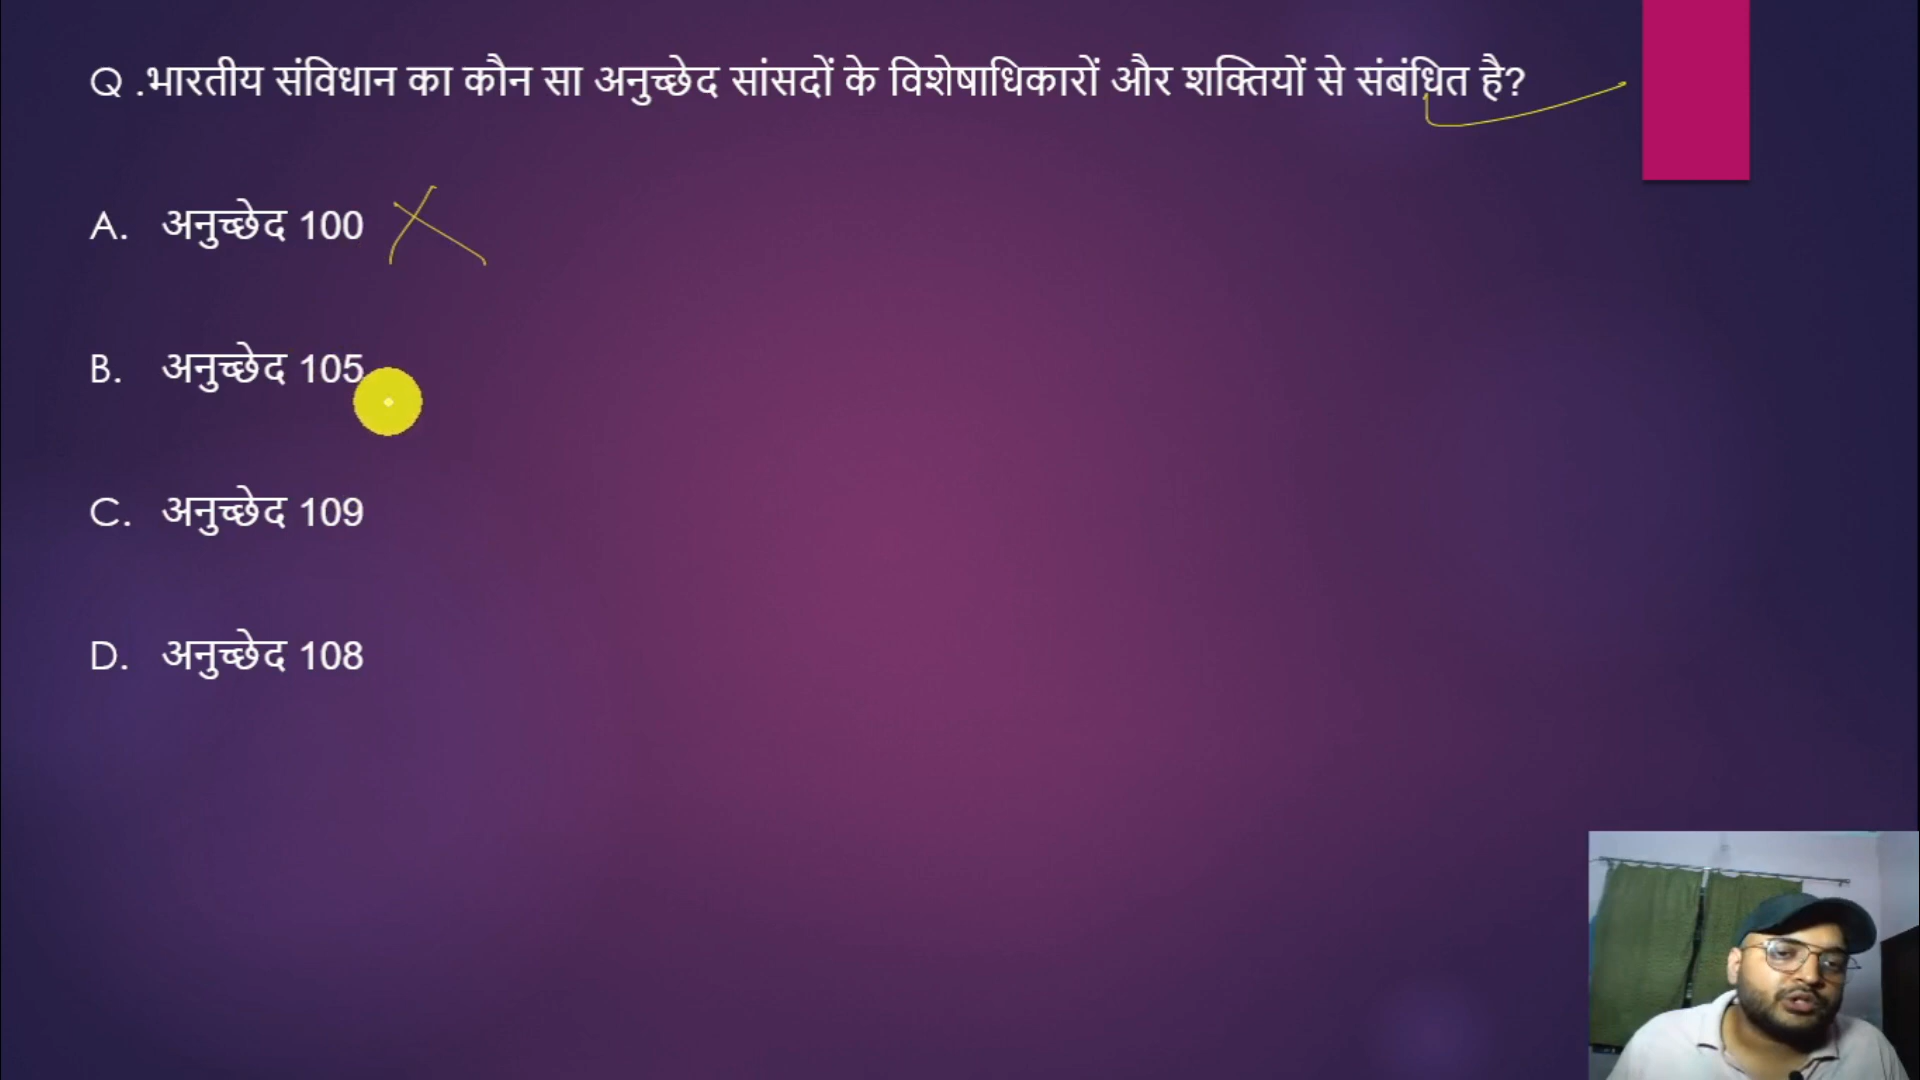 Q .भारतीय संविधान का कौन सा अनुच्छेद सांसदों के विशेषाधिकारों और शक्तियों से संबंधित है?
A. अनुच्छेद 100
B. अनुच्छेद 105
C. अनुच्छेद 109
D. अनुच्छेद 108